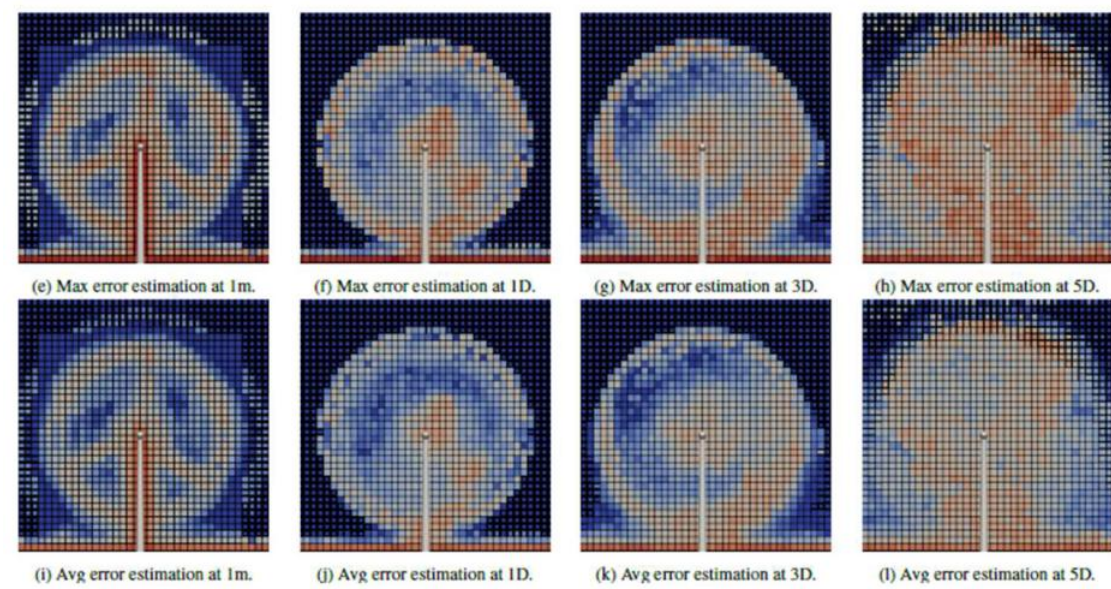 (e) Max error estimation at 1m.
(f) Max error estimation at 1D.
(g) Max error estimation at 3D.
(h) Max error estimation at 5D.
(i) Avg error estimation at 1m.
(j) Avg error estimation at 1D.
(k) Avg error estimation at 3D.
(l) Avg error estimation at 5D.